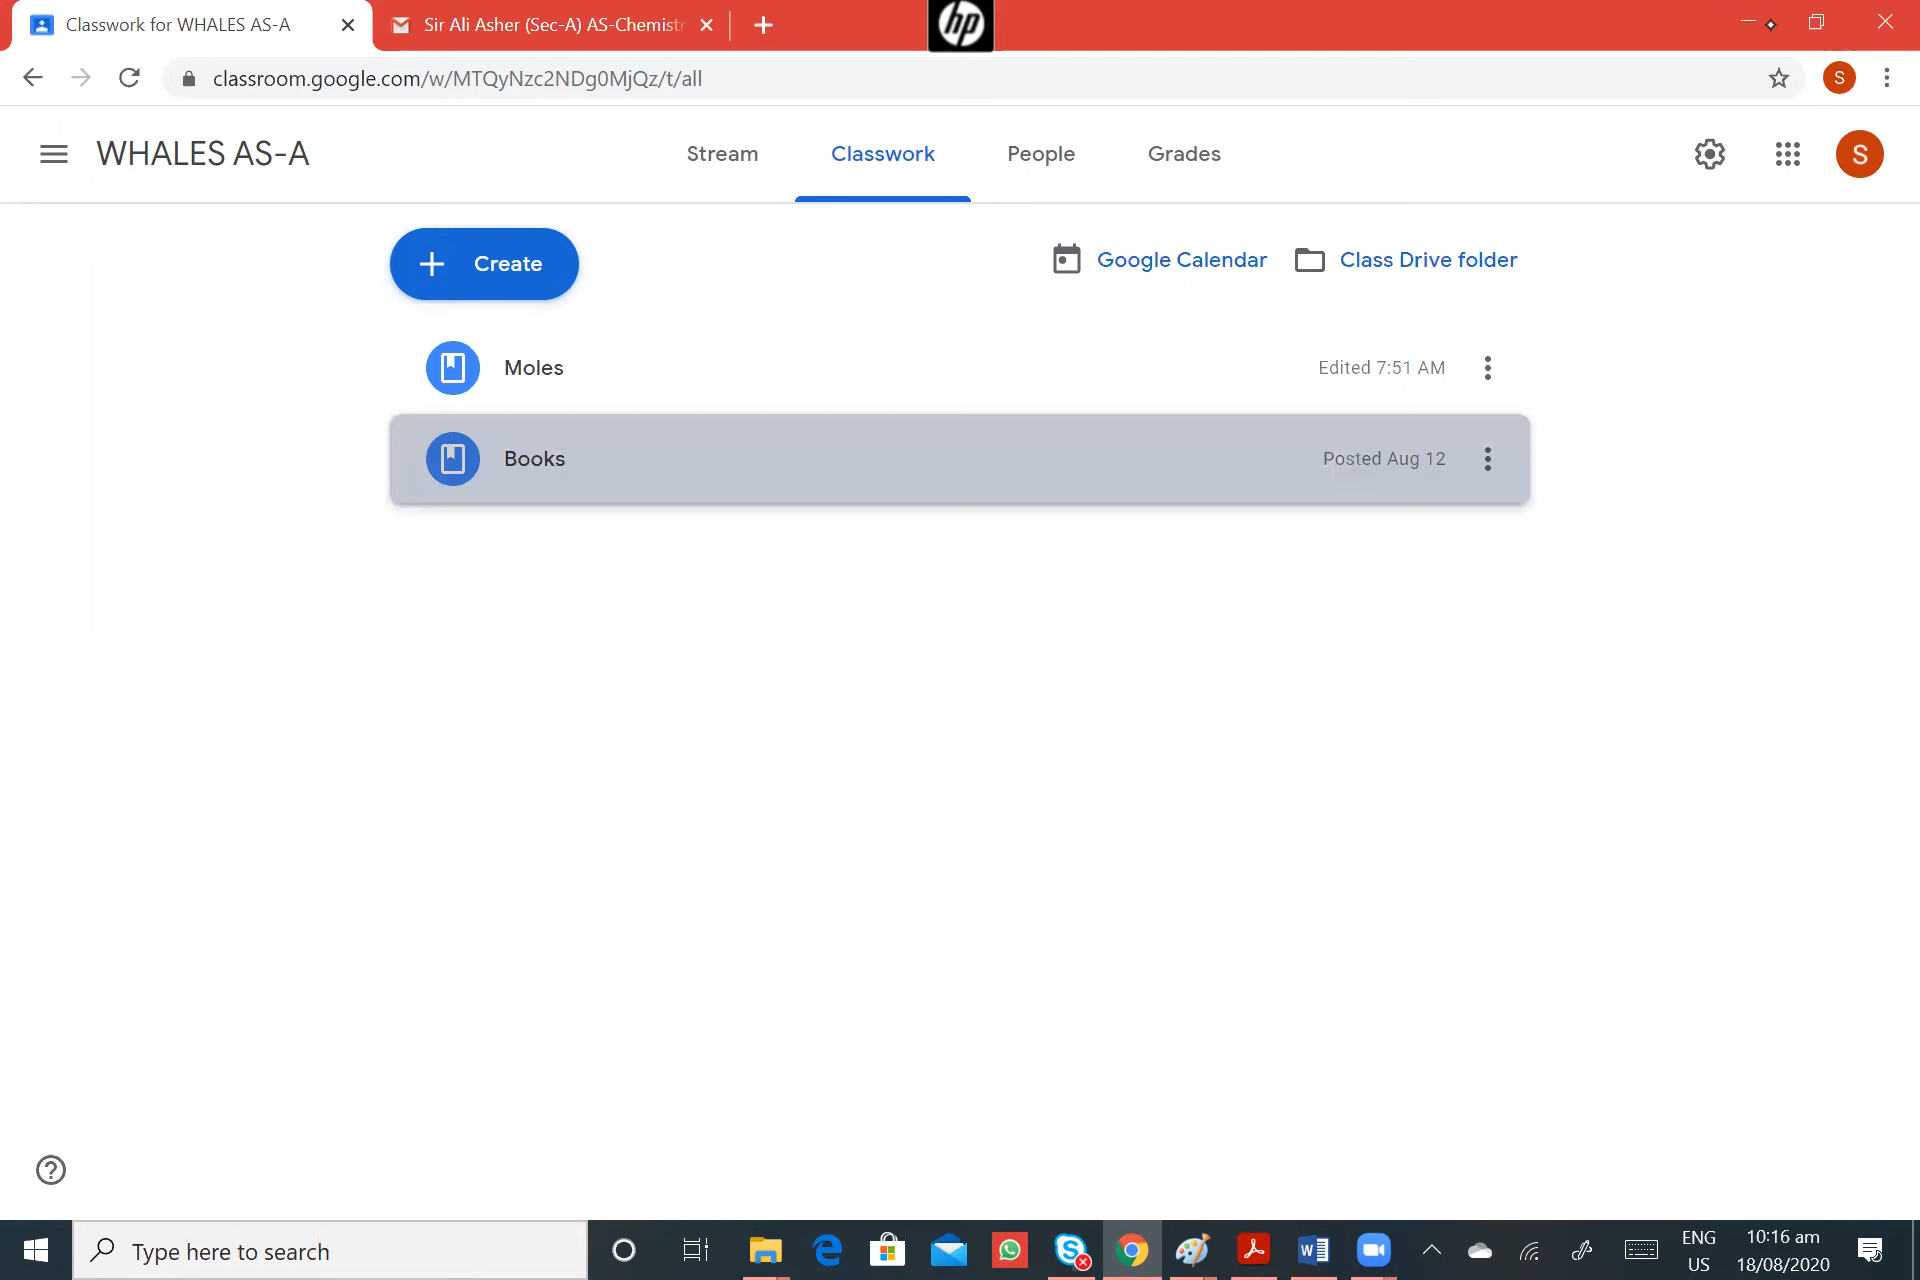 Classwork for WHALES AS-A
Sir Ali Asher (Sec-A) AS-Chemistr
hp
classroom.google.com/w/MTQyNzc2NDg0MjQz/t/all
S
WHALES AS-A
Stream
Classwork
People
Grades
S
Create
Google Calendar
Class Drive folder
Moles
Edited 7:51 AM
Books
Posted Aug 12
Type here to search
ENG
US
10:16 am
18/08/2020